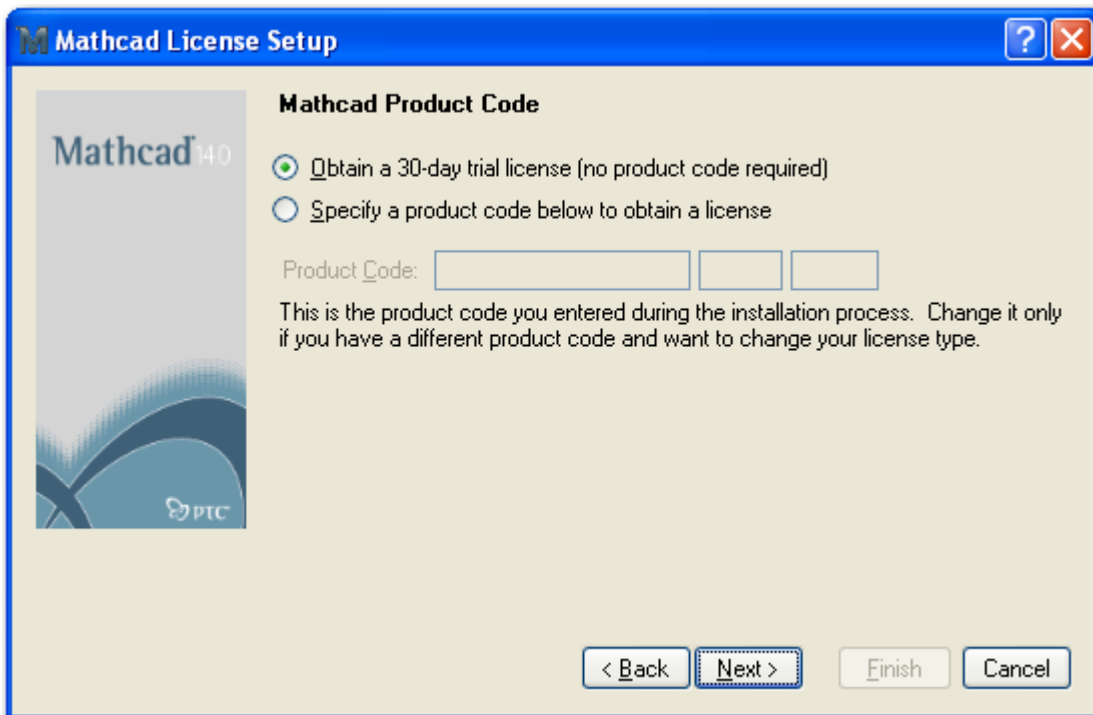 Mathcad License Setup
Mathcad Product Code
Mathcad 14.0
Obtain a 30-day trial license (no product code required)
Specify a product code below to obtain a license
Product Code:
This is the product code you entered during the installation process. Change it only
if you have a different product code and want to change your license type.
PTC
< Back Next > Finish Cancel